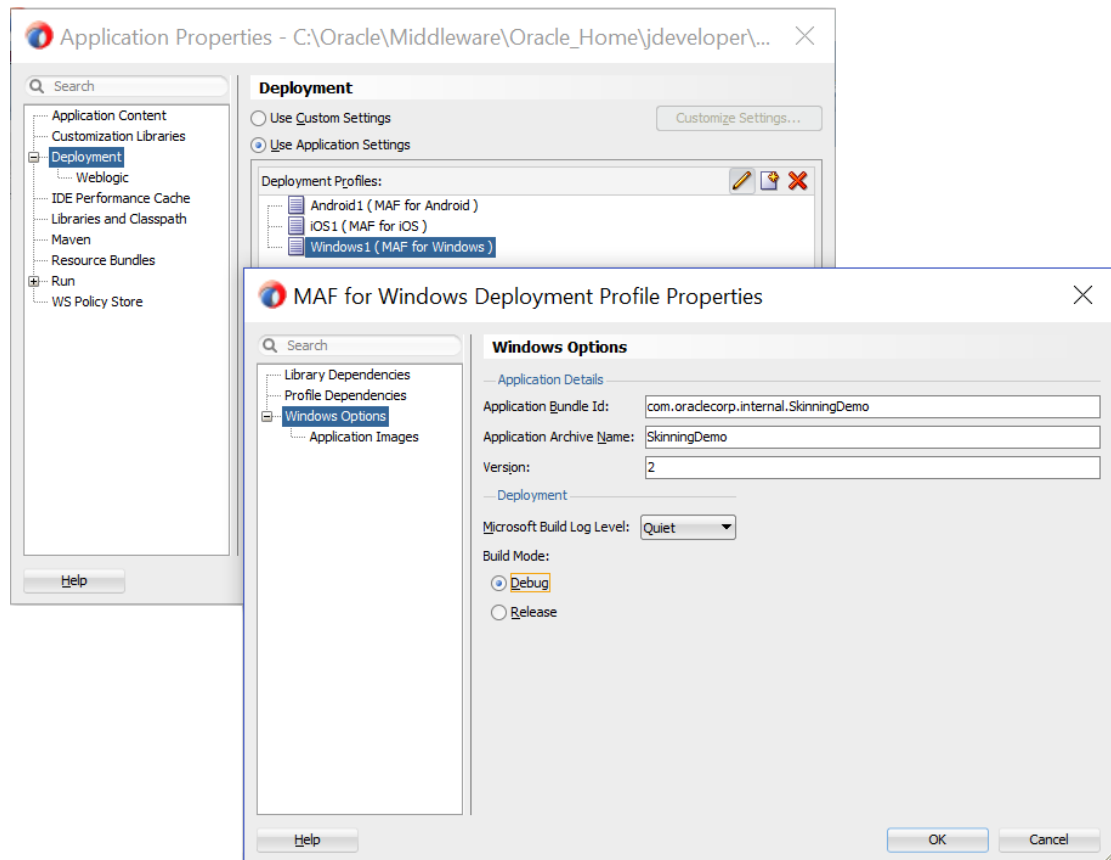 Application Properties - C:\Oracle\Middleware\Oracle_Home\jdeveloper\...
Search
Application Content
Customization Libraries
Deployment
Weblogic
IDE Performance Cache
Libraries and Classpath
Maven
Resource Bundles
Run
WS Policy Store
Help
Deployment
Use Custom Settings
Customize Settings...
Use Application Settings
Deployment Profiles:
Android1 ( MAF for Android )
iOS1 ( MAF for iOS )
Windows1 ( MAF for Windows )
MAF for Windows Deployment Profile Properties
Search
Library Dependencies
Profile Dependencies
Windows Options
Application Images
Windows Options
Application Details
Application Bundle Id: com.oraclecorp.internal.SkinningDemo
Application Archive Name: SkinningDemo
Version: 2
Deployment
Microsoft Build Log Level: Quiet
Build Mode:
Debug
Release
Help
OK
Cancel